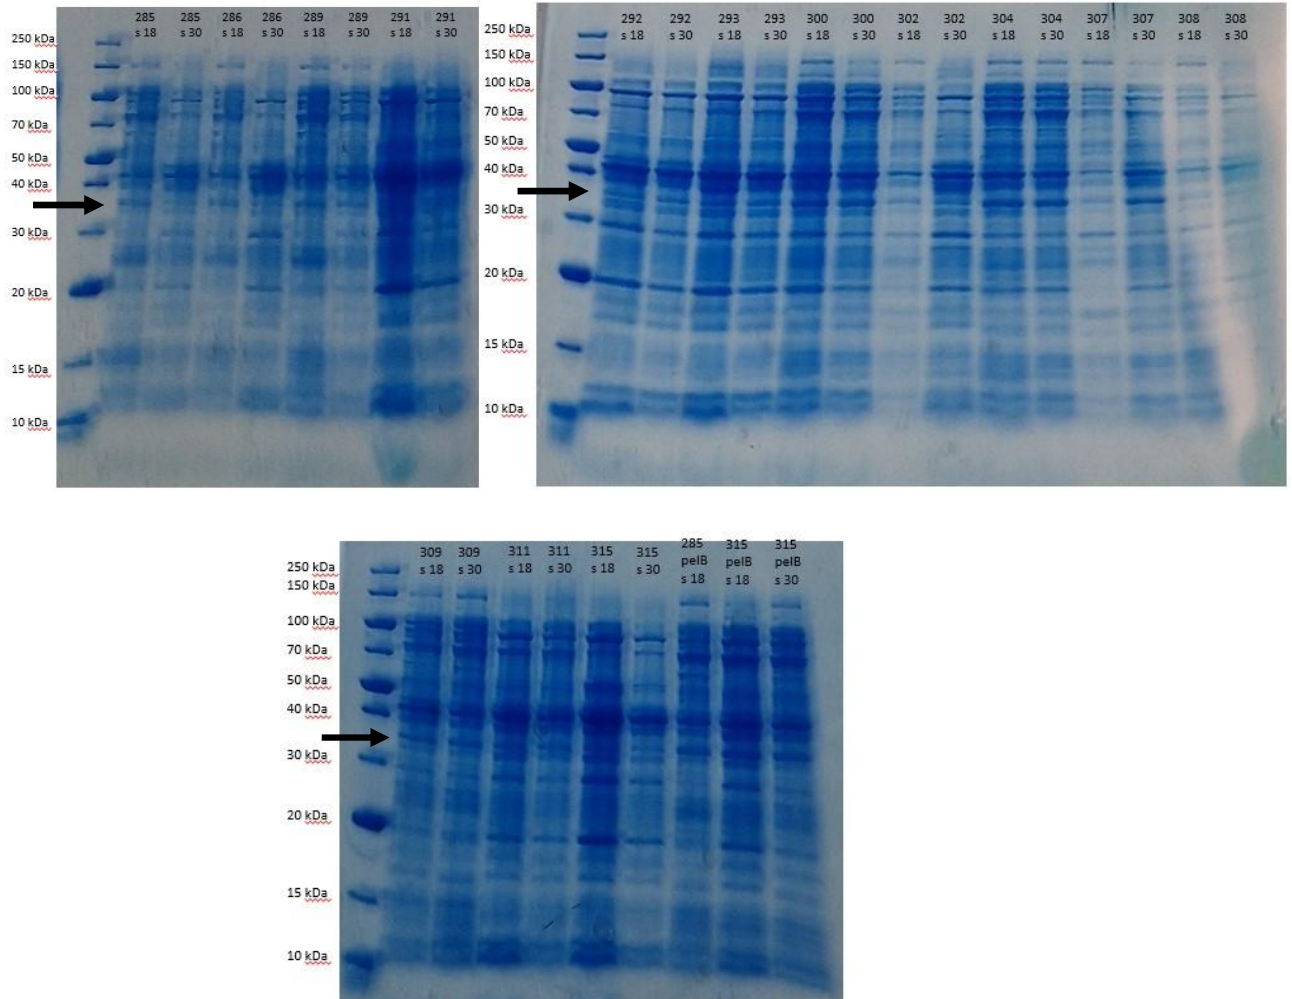 285 285 286 286 289 289 291 291
s 18 s 30 s 18 s 30 s 18 s 30 s 18 s 30
250 kDa
150 kDa
100 kDa
70 kDa
50 kDa
40 kDa
30 kDa
20 kDa
15 kDa
10 kDa
292 292 293 293 300 300 302 302 304 304 307 307 308 308
s 18 s 30 s 18 s 30 s 18 s 30 s 18 s 30 s 18 s 30 s 18 s 30 s 18 s 30
250 kDa
150 kDa
100 kDa
70 kDa
50 kDa
40 kDa
30 kDa
20 kDa
15 kDa
10 kDa
309 309 311 311 315 315 285 315 315
pelB pelB pelB
s 18 s 30 s 18 s 30 s 18 s 30 s 18 s 18 s 30
250 kDa
150 kDa
100 kDa
70 kDa
50 kDa
40 kDa
30 kDa
20 kDa
15 kDa
10 kDa